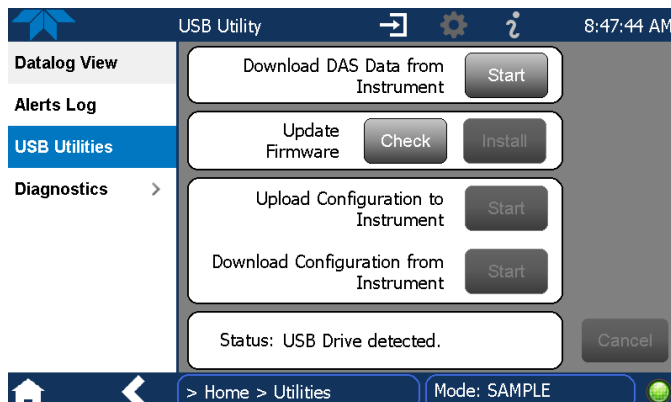 USB Utility
8:47:44 AM
Datalog View
Alerts Log
USB Utilities
Diagnostics >
Download DAS Data from
Instrument
Start
Update
Firmware
Check
Install
Upload Configuration to
Instrument
Start
Download Configuration from
Instrument
Start
Status: USB Drive detected.
Cancel
> Home > Utilities
Mode: SAMPLE